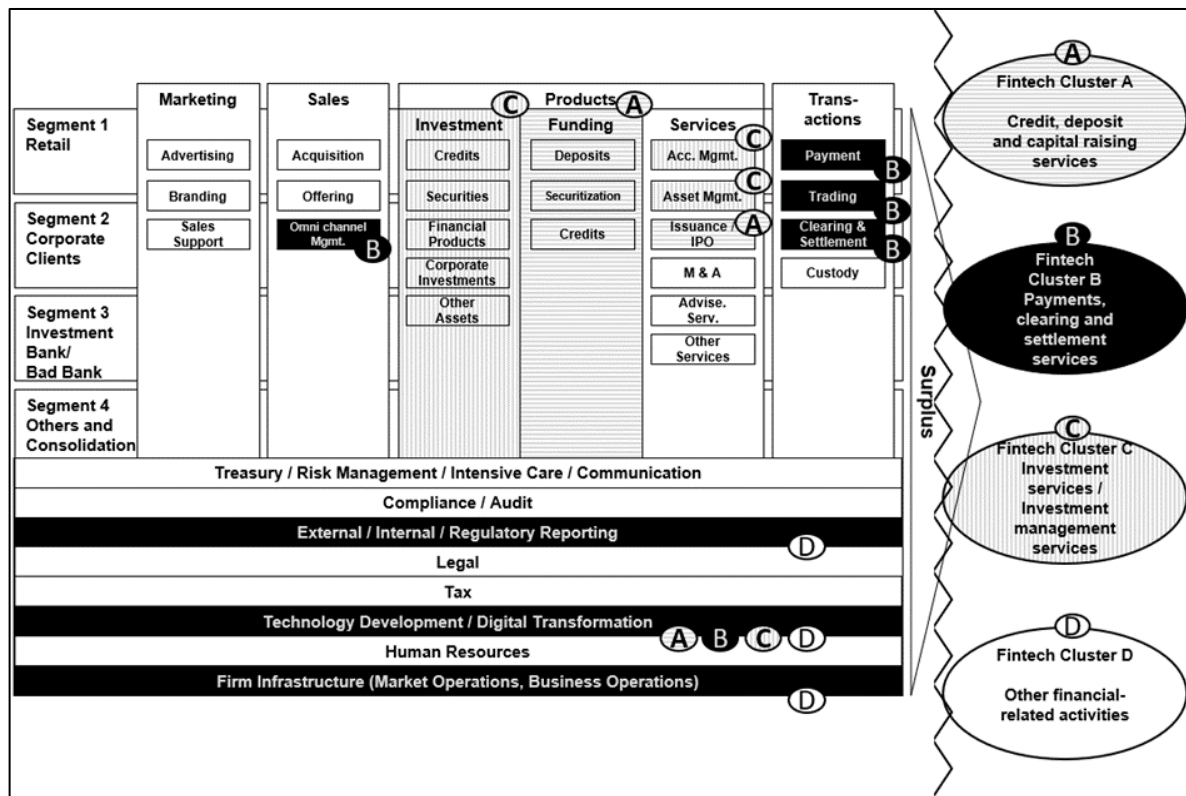 Marketing
Sales
Products
C
A
Trans-
actions
Investment
Funding
Services
Segment 1
Retail
Advertising
Acquisition
Credits
Deposits
Acc. Mgmt.
C
Payment
B
Branding
Offering
Securities
Securitization
Asset Mgmt.
C
Trading
B
Segment 2
Corporate
Clients
Sales
Support
Omni channel
Mgmt.
B
Financial
Products
Credits
Issuance /
IPO
A
Clearing &
Settlement
B
Corporate
Investments
M & A
Custody
Segment 3
Investment
Bank/
Bad Bank
Other
Assets
Advise.
Serv.
Other
Services
Segment 4
Others and
Consolidation
Treasury / Risk Management / Intensive Care / Communication
Compliance / Audit
External / Internal / Regulatory Reporting
D
Legal
Tax
Technology Development / Digital Transformation
A B C D
Human Resources
Firm Infrastructure (Market Operations, Business Operations)
D
Surplus
A
Fintech Cluster A
Credit, deposit
and capital raising
services
B
Fintech
Cluster B
Payments,
clearing and
settlement
services
C
Fintech Cluster C
Investment
services /
Investment
management
services
D
Fintech Cluster D
Other financial-
related activities